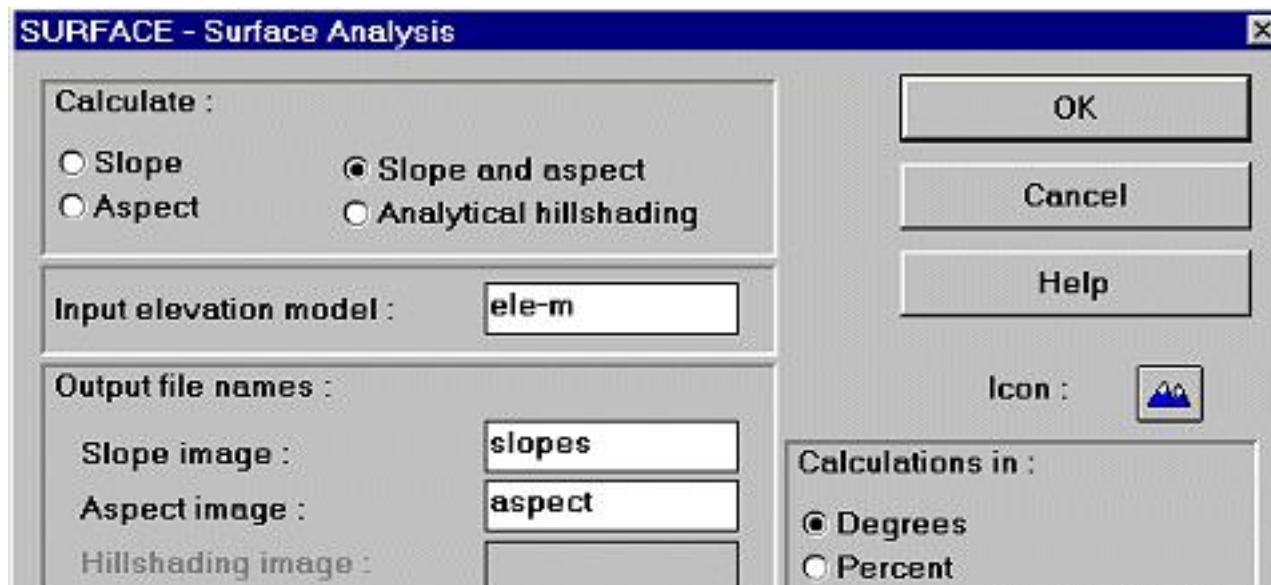 SURFACE - Surface Analysis
Calculate :
Slope
Slope and aspect
Aspect
Analytical hillshading
OK
Cancel
Help
Input elevation model : ele-m
Icon :
Output file names :
Slope image : slopes
Aspect image : aspect
Hillshading image :
Calculations in :
Degrees
Percent